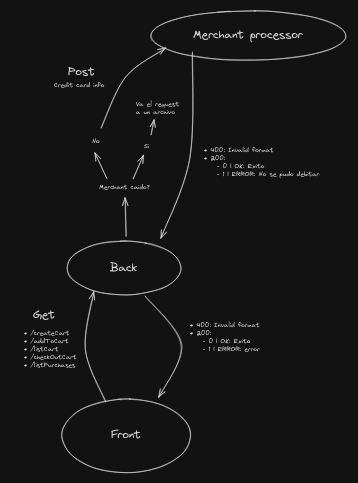 Merchant processor
Post
Credit card info
Va el request
a un archivo
No
Si
Merchant caido?
• 400: Invalid format
• 200:
- 0 | OK: Exito
- 1 | ERROR: No se pudo debitar
Back
Get
• /createCart
• /addToCart
• /listCart
• /checkOutCart
• /listPurchases
• 400: Invalid format
• 200:
- 0 | OK: Exito
- 1 | ERROR: error
Front